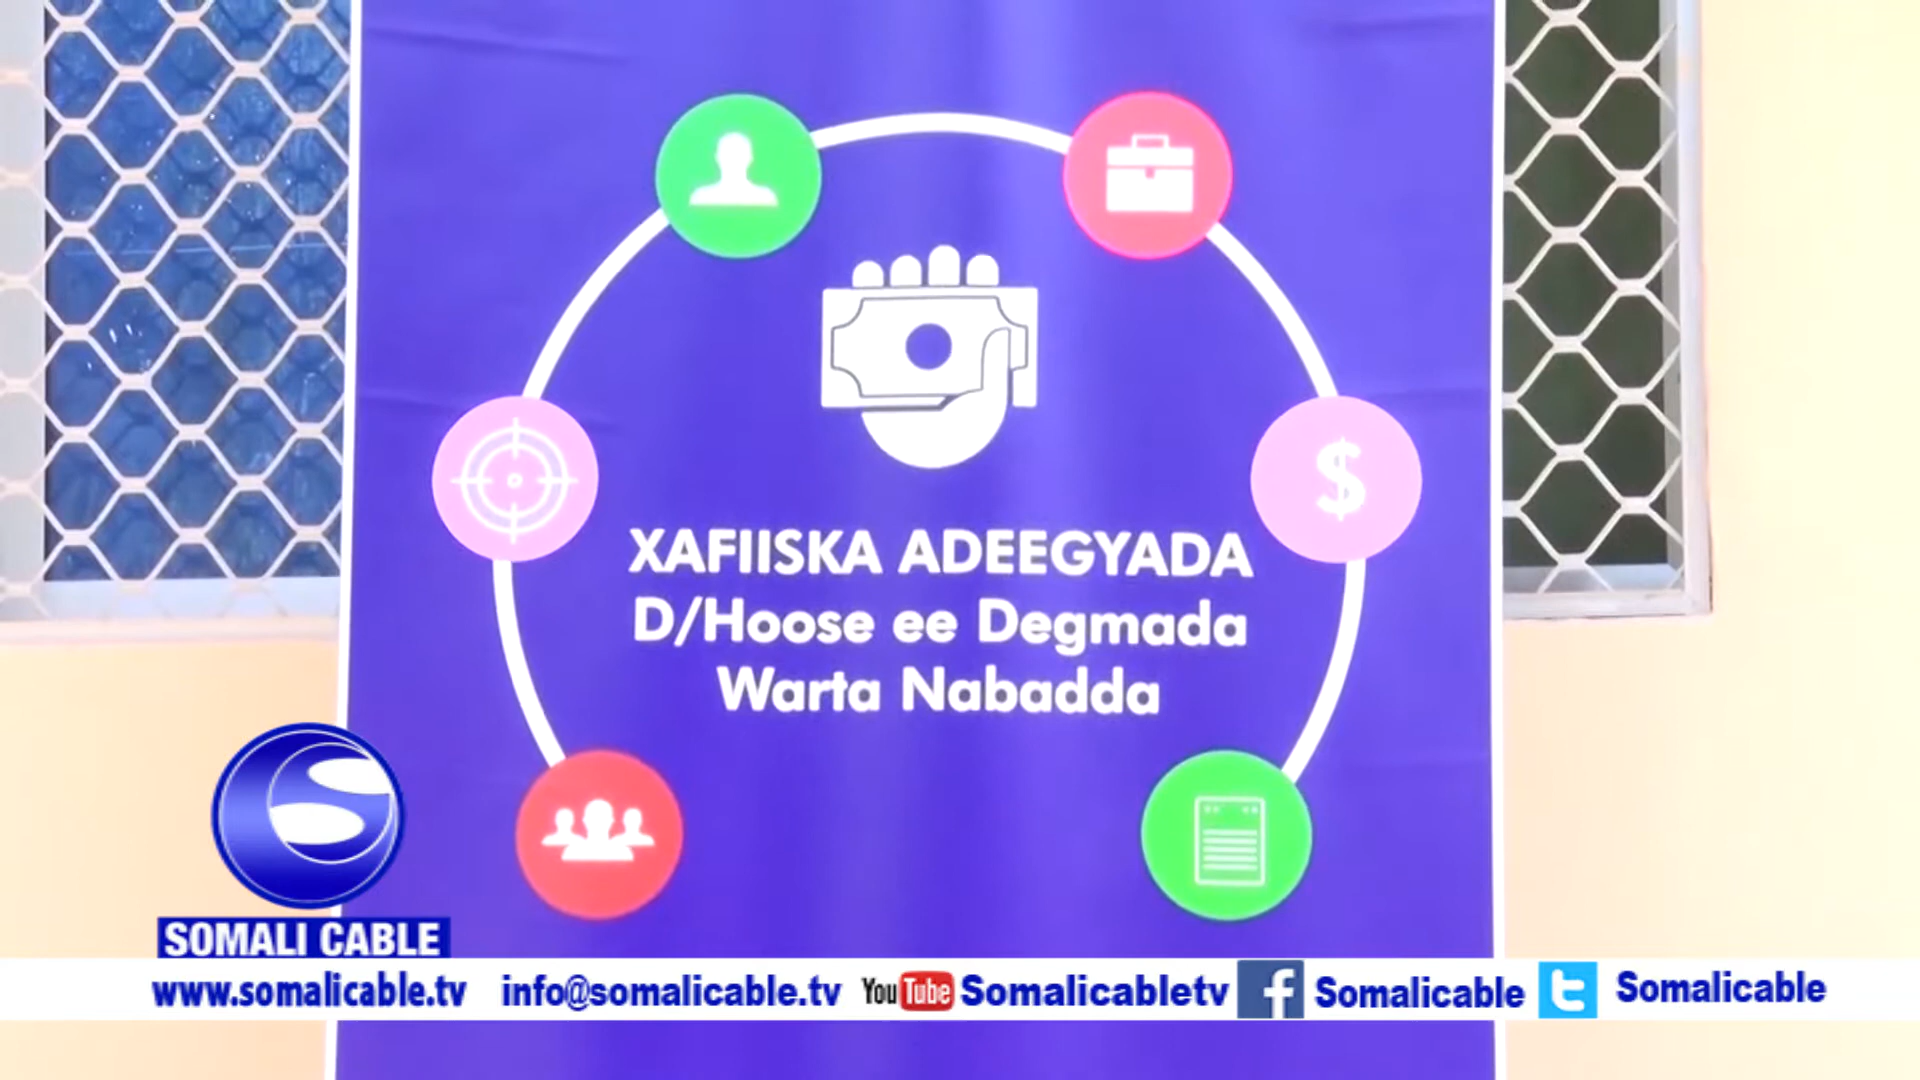 $
XAFIISKA ADEEGYADA
D/Hoose ee Degmada
Warta Nabadda
SOMALI CABLE
www.somalicable.tv info@somalicable.tv YouTube Somalicabletv f Somalicable t Somalicable